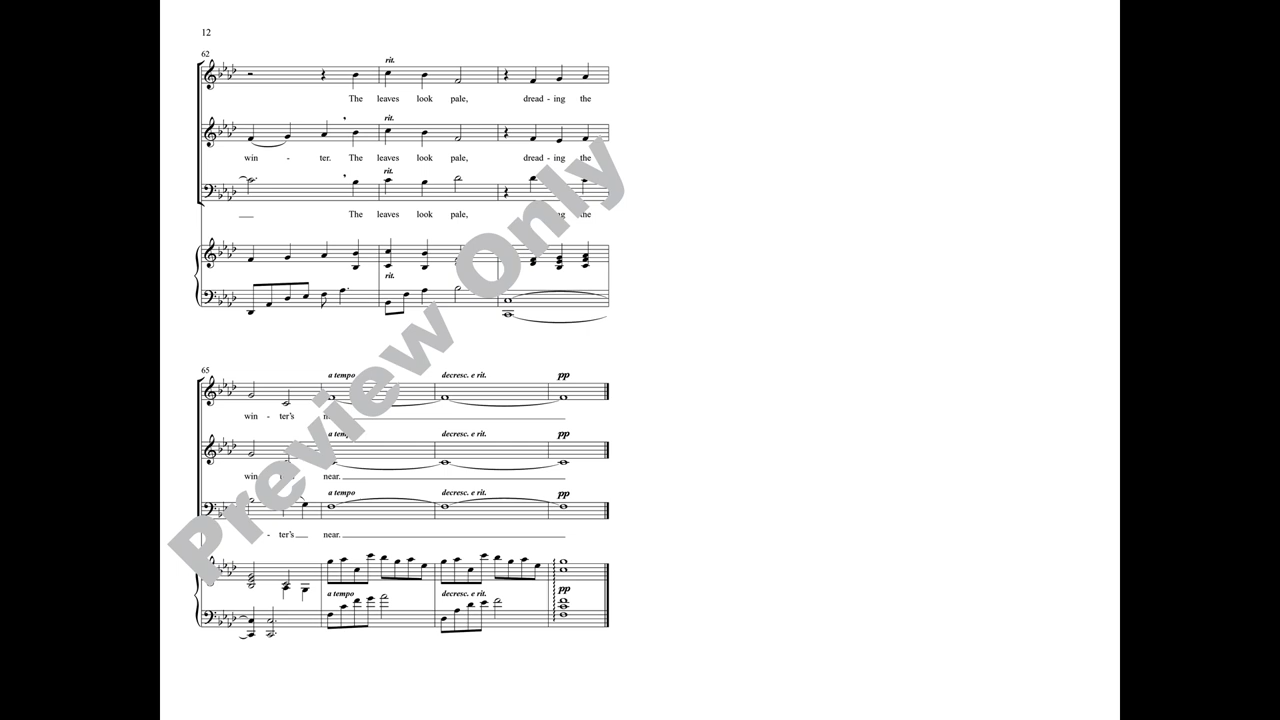 12
62
rit.
The leaves look pale, dread - ing the
rit.
win - ter. The leaves look pale, dread - ing the
rit.
The leaves look pale, ng the
rit.
Preview Only
65
a tempo decresc. e rit. pp
win - ter's
a tempo decresc. e rit. pp
win near.
a tempo decresc. e rit. pp
- ter's near.
a tempo decresc. e rit. pp